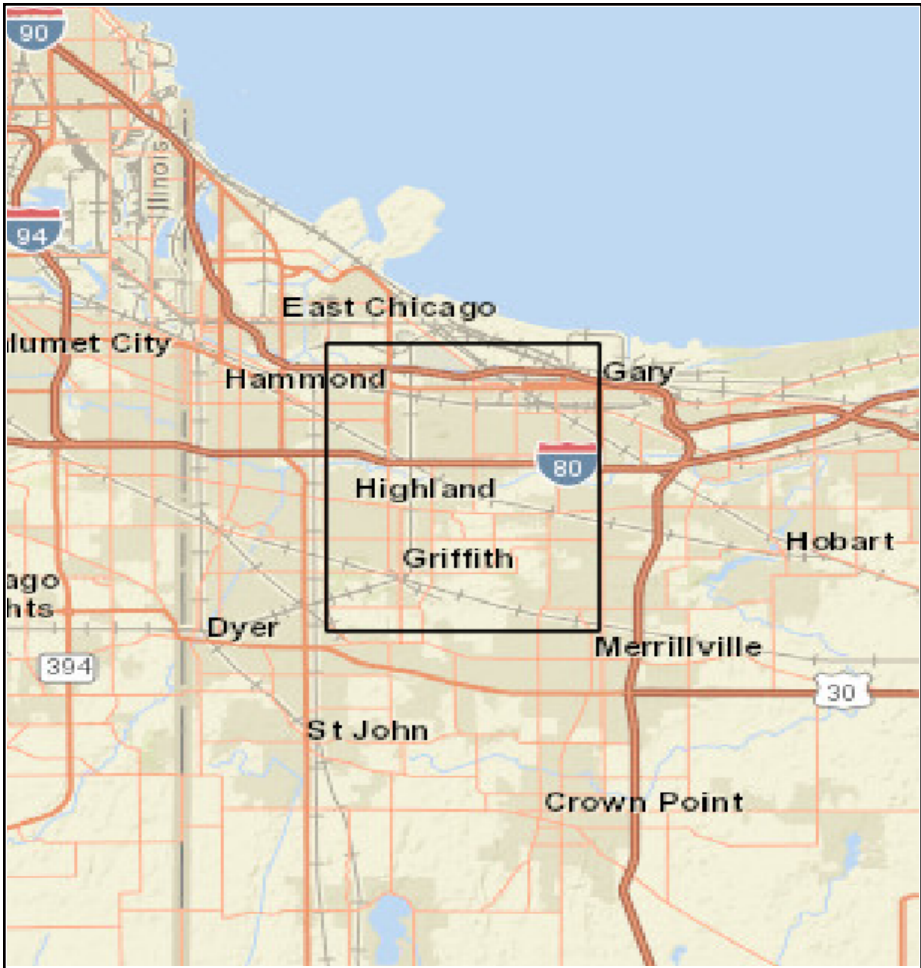 90
Illinois
94
East Chicago
lumet City
Hammond
Gary
80
Highland
Hobart
Griffith
ago
hts
Dyer
Merrillville
394
30
St John
Crown Point